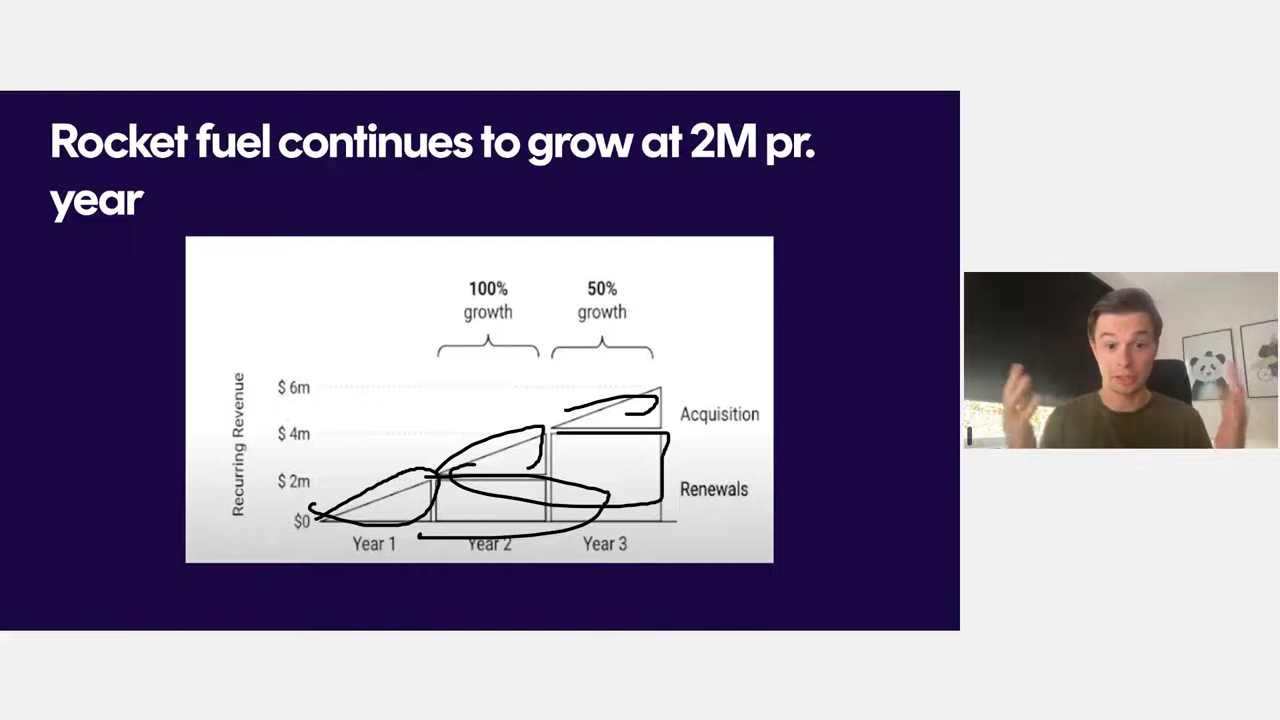 Rocket fuel continues to grow at 2M pr.
year
100%
growth
50%
growth
Recurring Revenue
$ 6m
$ 4m
$ 2m
$0
Acquisition
Renewals
Year 1
Year 2
Year 3